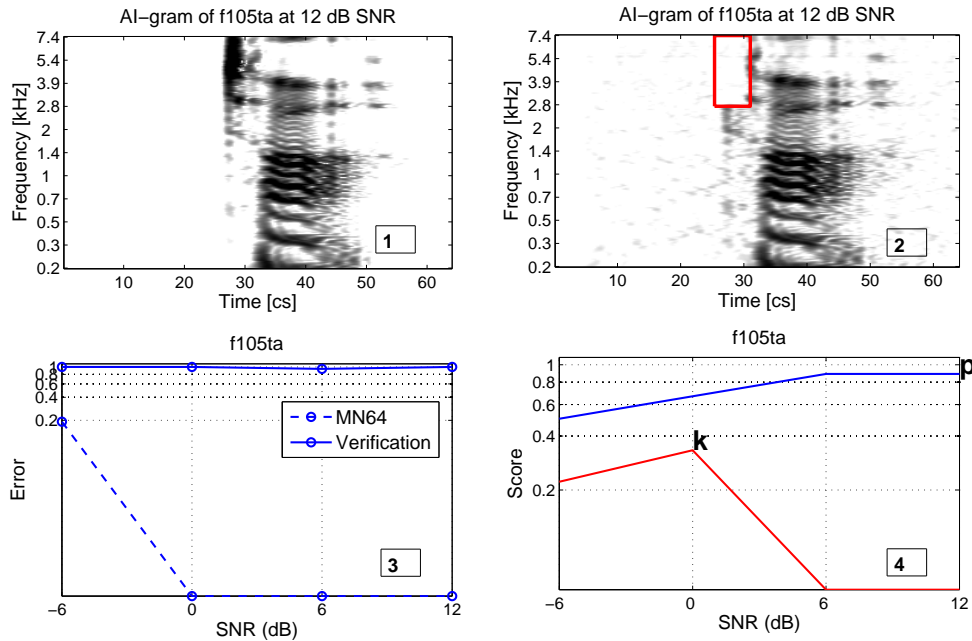 AI-gram of f105ta at 12 dB SNR
7.4
5.4
3.9
2.8
2
1.4
1
0.7
0.5
0.3
0.2
Frequency [kHz]
10 20 30 40 50 60
Time [cs]
1
AI-gram of f105ta at 12 dB SNR
7.4
5.4
3.9
2.8
2
1.4
1
0.7
0.5
0.3
0.2
Frequency [kHz]
10 20 30 40 50 60
Time [cs]
2
f105ta
1
0.8
0.6
0.4
0.2
Error
MN64
Verification
3
−6 0 6 12
SNR (dB)
f105ta
1
0.8
0.6
0.4
0.2
Score
p
k
4
−6 0 6 12
SNR (dB)